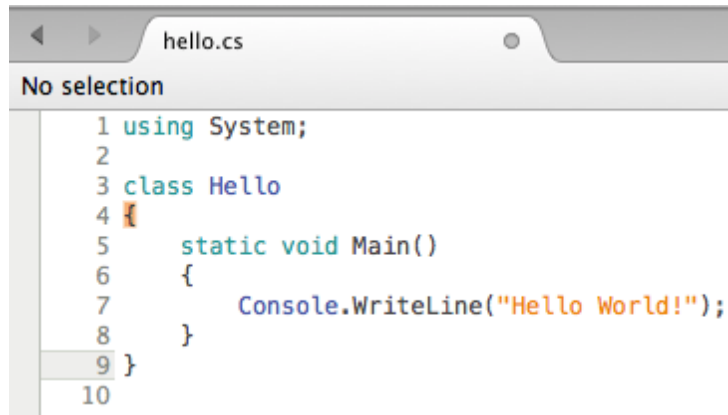 hello.cs
No selection
1 using System;
2
3 class Hello
4 {
5     static void Main()
6     {
7         Console.WriteLine("Hello World!");
8     }
9 }
10